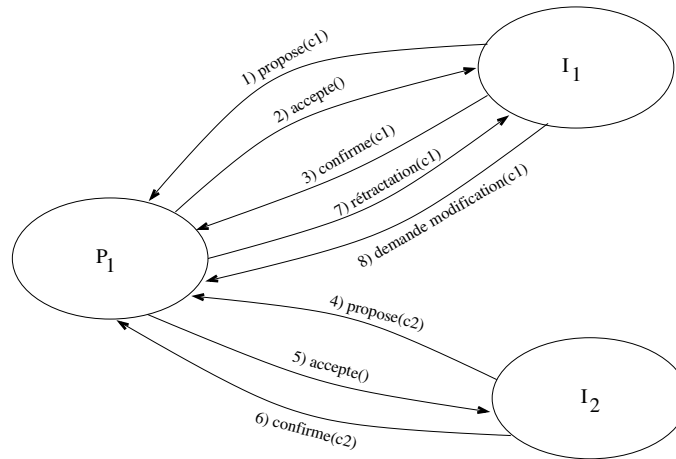 1) propose(c1)
I1
2) accepte()
3) confirme(c1)
7) rétractation(c1)
8) demande modification(c1)
P1
4) propose(c2)
5) accepte()
6) confirme(c2)
I2